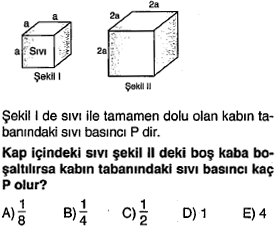 a
a
a
Sıvı
Şekil I
2a
2a
2a
Şekil II
Şekil I de sıvı ile tamamen dolu olan kabın ta-
banındaki sıvı basıncı P dir.
Kap içindeki sıvı şekil II deki boş kaba bo-
şaltılırsa kabın tabanındaki sıvı basıncı kaç
P olur?
A) 1/8 B) 1/4 C) 1/2 D) 1 E) 4